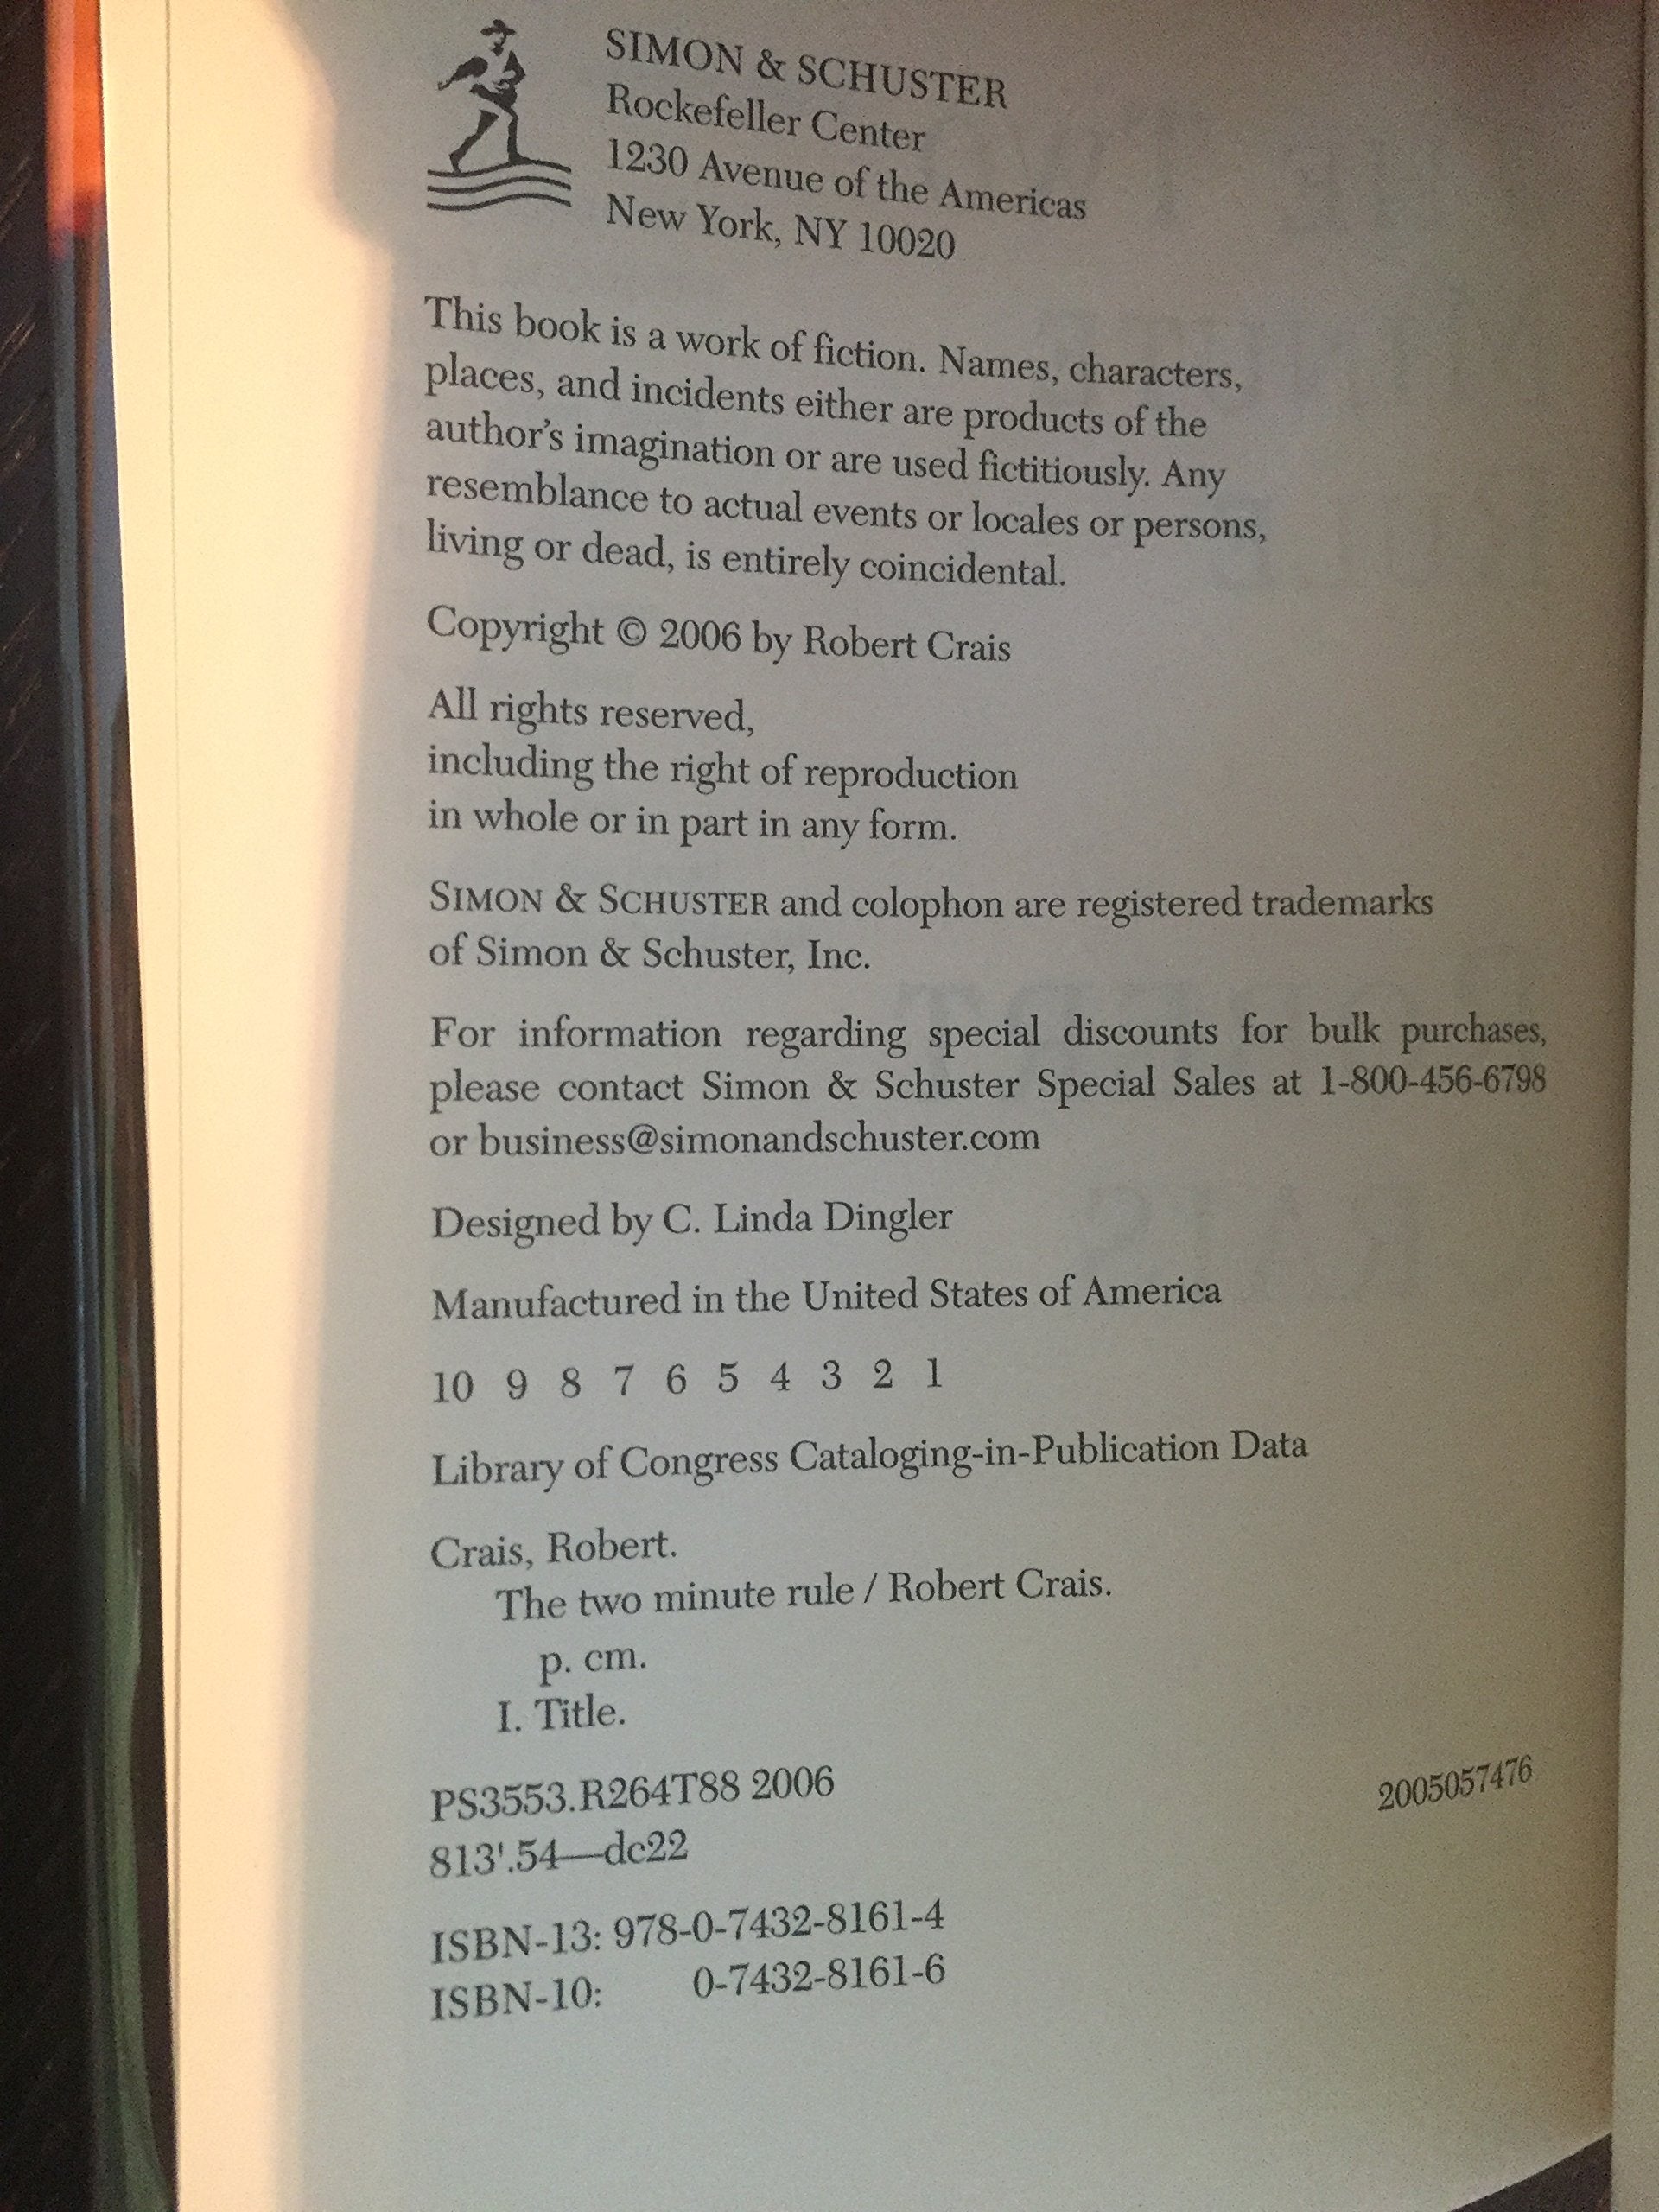 SIMON & SCHUSTER
Rockefeller Center
1230 Avenue of the Americas
New York, NY 10020
This book is a work of fiction. Names, characters,
places, and incidents either are products of the
author's imagination or are used fictitiously. Any
resemblance to actual events or locales or persons,
living or dead, is entirely coincidental.
Copyright © 2006 by Robert Crais
All rights reserved,
including the right of reproduction
in whole or in part in any form.
SIMON & SCHUSTER and colophon are registered trademarks
of Simon & Schuster, Inc.
For information regarding special discounts for bulk purchases,
please contact Simon & Schuster Special Sales at 1-800-456-6798
or business@simonandschuster.com
Designed by C. Linda Dingler
Manufactured in the United States of America
10 9 8 7 6 5 4 3 2 1
Library of Congress Cataloging-in-Publication Data
Crais, Robert.
The two minute rule / Robert Crais.
p. cm.
I. Title.
PS3553.R264T88 2006 2005057476
813'.54—dc22
ISBN-13: 978-0-7432-8161-4
ISBN-10: 0-7432-8161-6